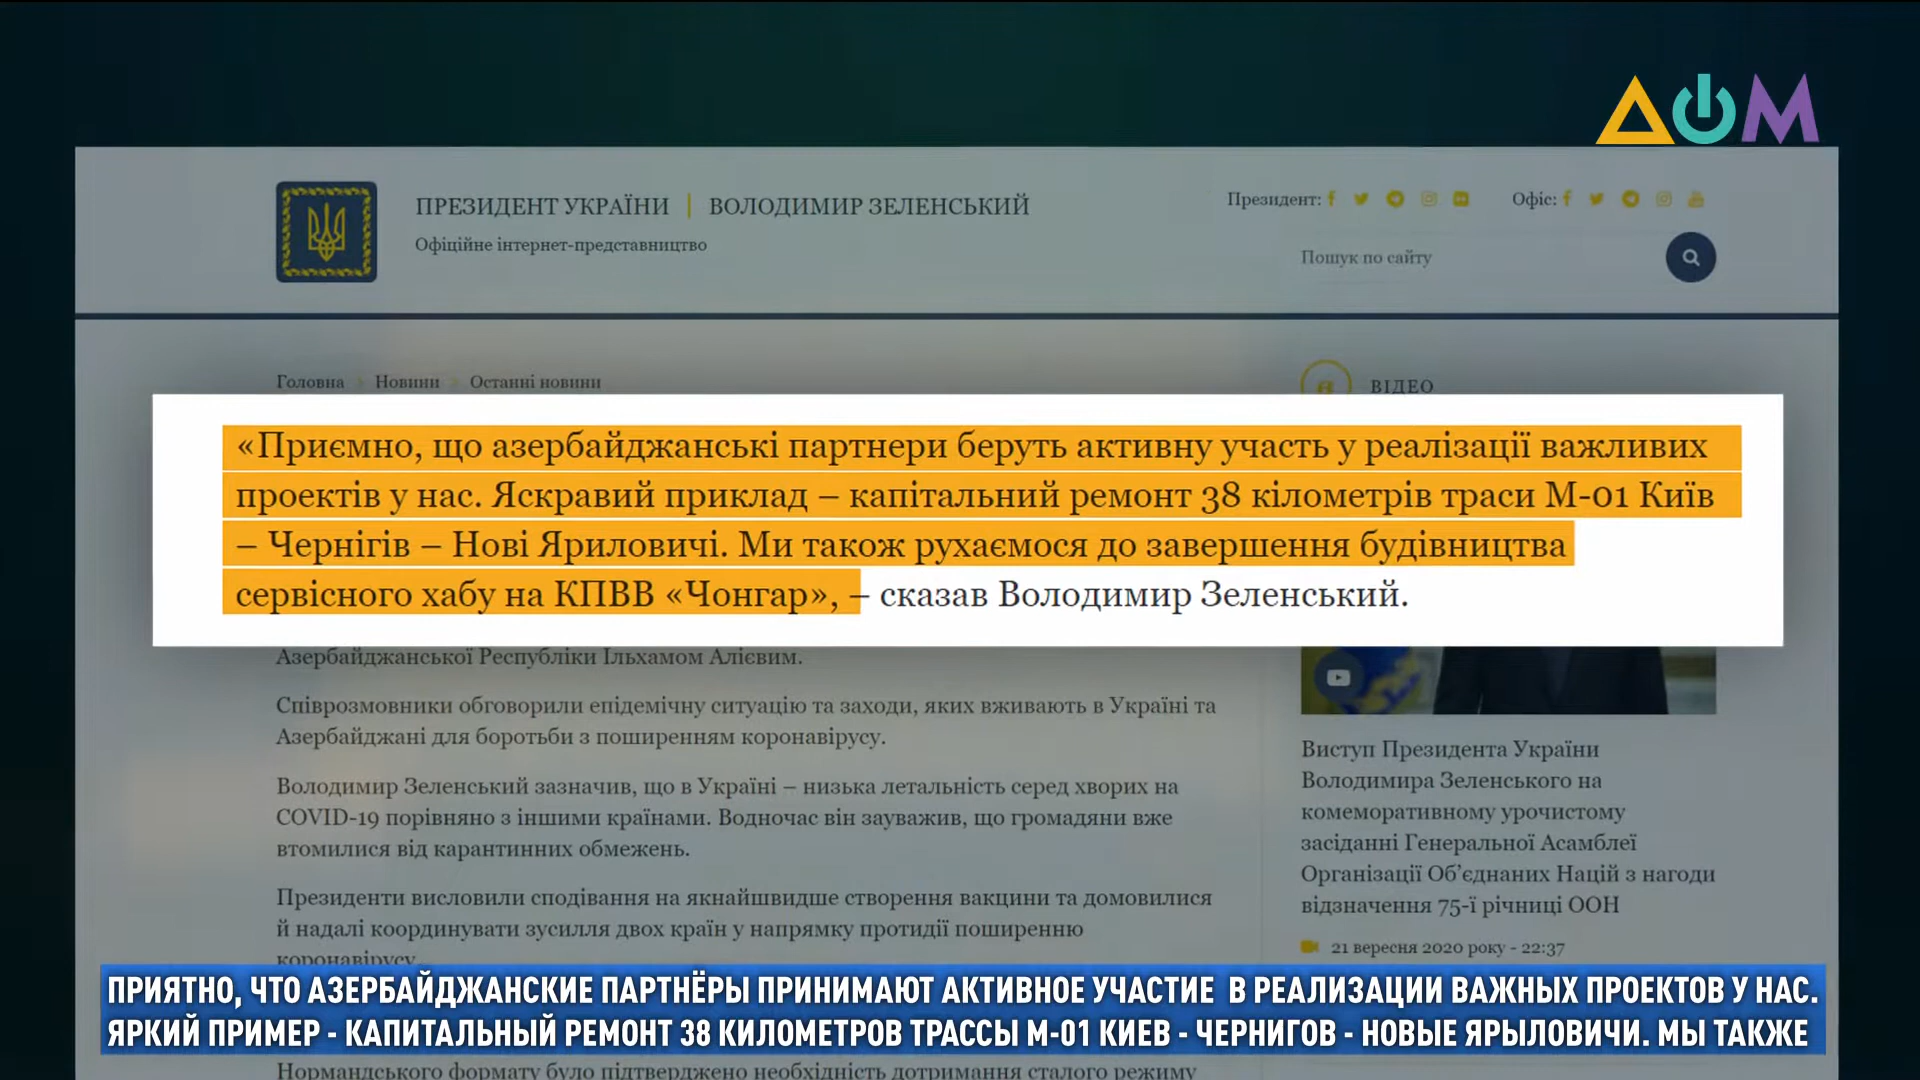 ДОМ
ПРЕЗИДЕНТ УКРАЇНИ | ВОЛОДИМИР ЗЕЛЕНСЬКИЙ
Офіційне інтернет-представництво
Президент:
Офіс:
Пошук по сайту
Головна Новини Останні новини
ВІДЕО
«Приємно, що азербайджанські партнери беруть активну участь у реалізації важливих
проектів у нас. Яскравий приклад – капітальний ремонт 38 кілометрів траси М-01 Київ
– Чернігів – Нові Яриловичі. Ми також рухаємося до завершення будівництва
сервісного хабу на КПВВ «Чонгар», – сказав Володимир Зеленський.
Азербайджанської Республіки Ільхамом Алієвим.
Співрозмовники обговорили епідемічну ситуацію та заходи, яких вживають в Україні та
Азербайджані для боротьби з поширенням коронавірусу.
Володимир Зеленський зазначив, що в Україні – низька летальність серед хворих на
COVID-19 порівняно з іншими країнами. Водночас він зауважив, що громадяни вже
втомилися від карантинних обмежень.
Президенти висловили сподівання на якнайшвидше створення вакцини та домовилися
й надалі координувати зусилля двох країн у напрямку протидії поширенню
коронавірусу.
Виступ Президента України
Володимира Зеленського на
комеморативному урочистому
засіданні Генеральної Асамблеї
Організації Об’єднаних Націй з нагоди
відзначення 75-ї річниці ООН
21 вересня 2020 року - 22:37
ПРИЯТНО, ЧТО АЗЕРБАЙДЖАНСКИЕ ПАРТНЁРЫ ПРИНИМАЮТ АКТИВНОЕ УЧАСТИЕ В РЕАЛИЗАЦИИ ВАЖНЫХ ПРОЕКТОВ У НАС.
ЯРКИЙ ПРИМЕР - КАПИТАЛЬНЫЙ РЕМОНТ 38 КИЛОМЕТРОВ ТРАССЫ М-01 КИЕВ - ЧЕРНИГОВ - НОВЫЕ ЯРЫЛОВИЧИ. МЫ ТАКЖЕ
Нормандського формату було підтверджено необхідність дотримання сталого режиму